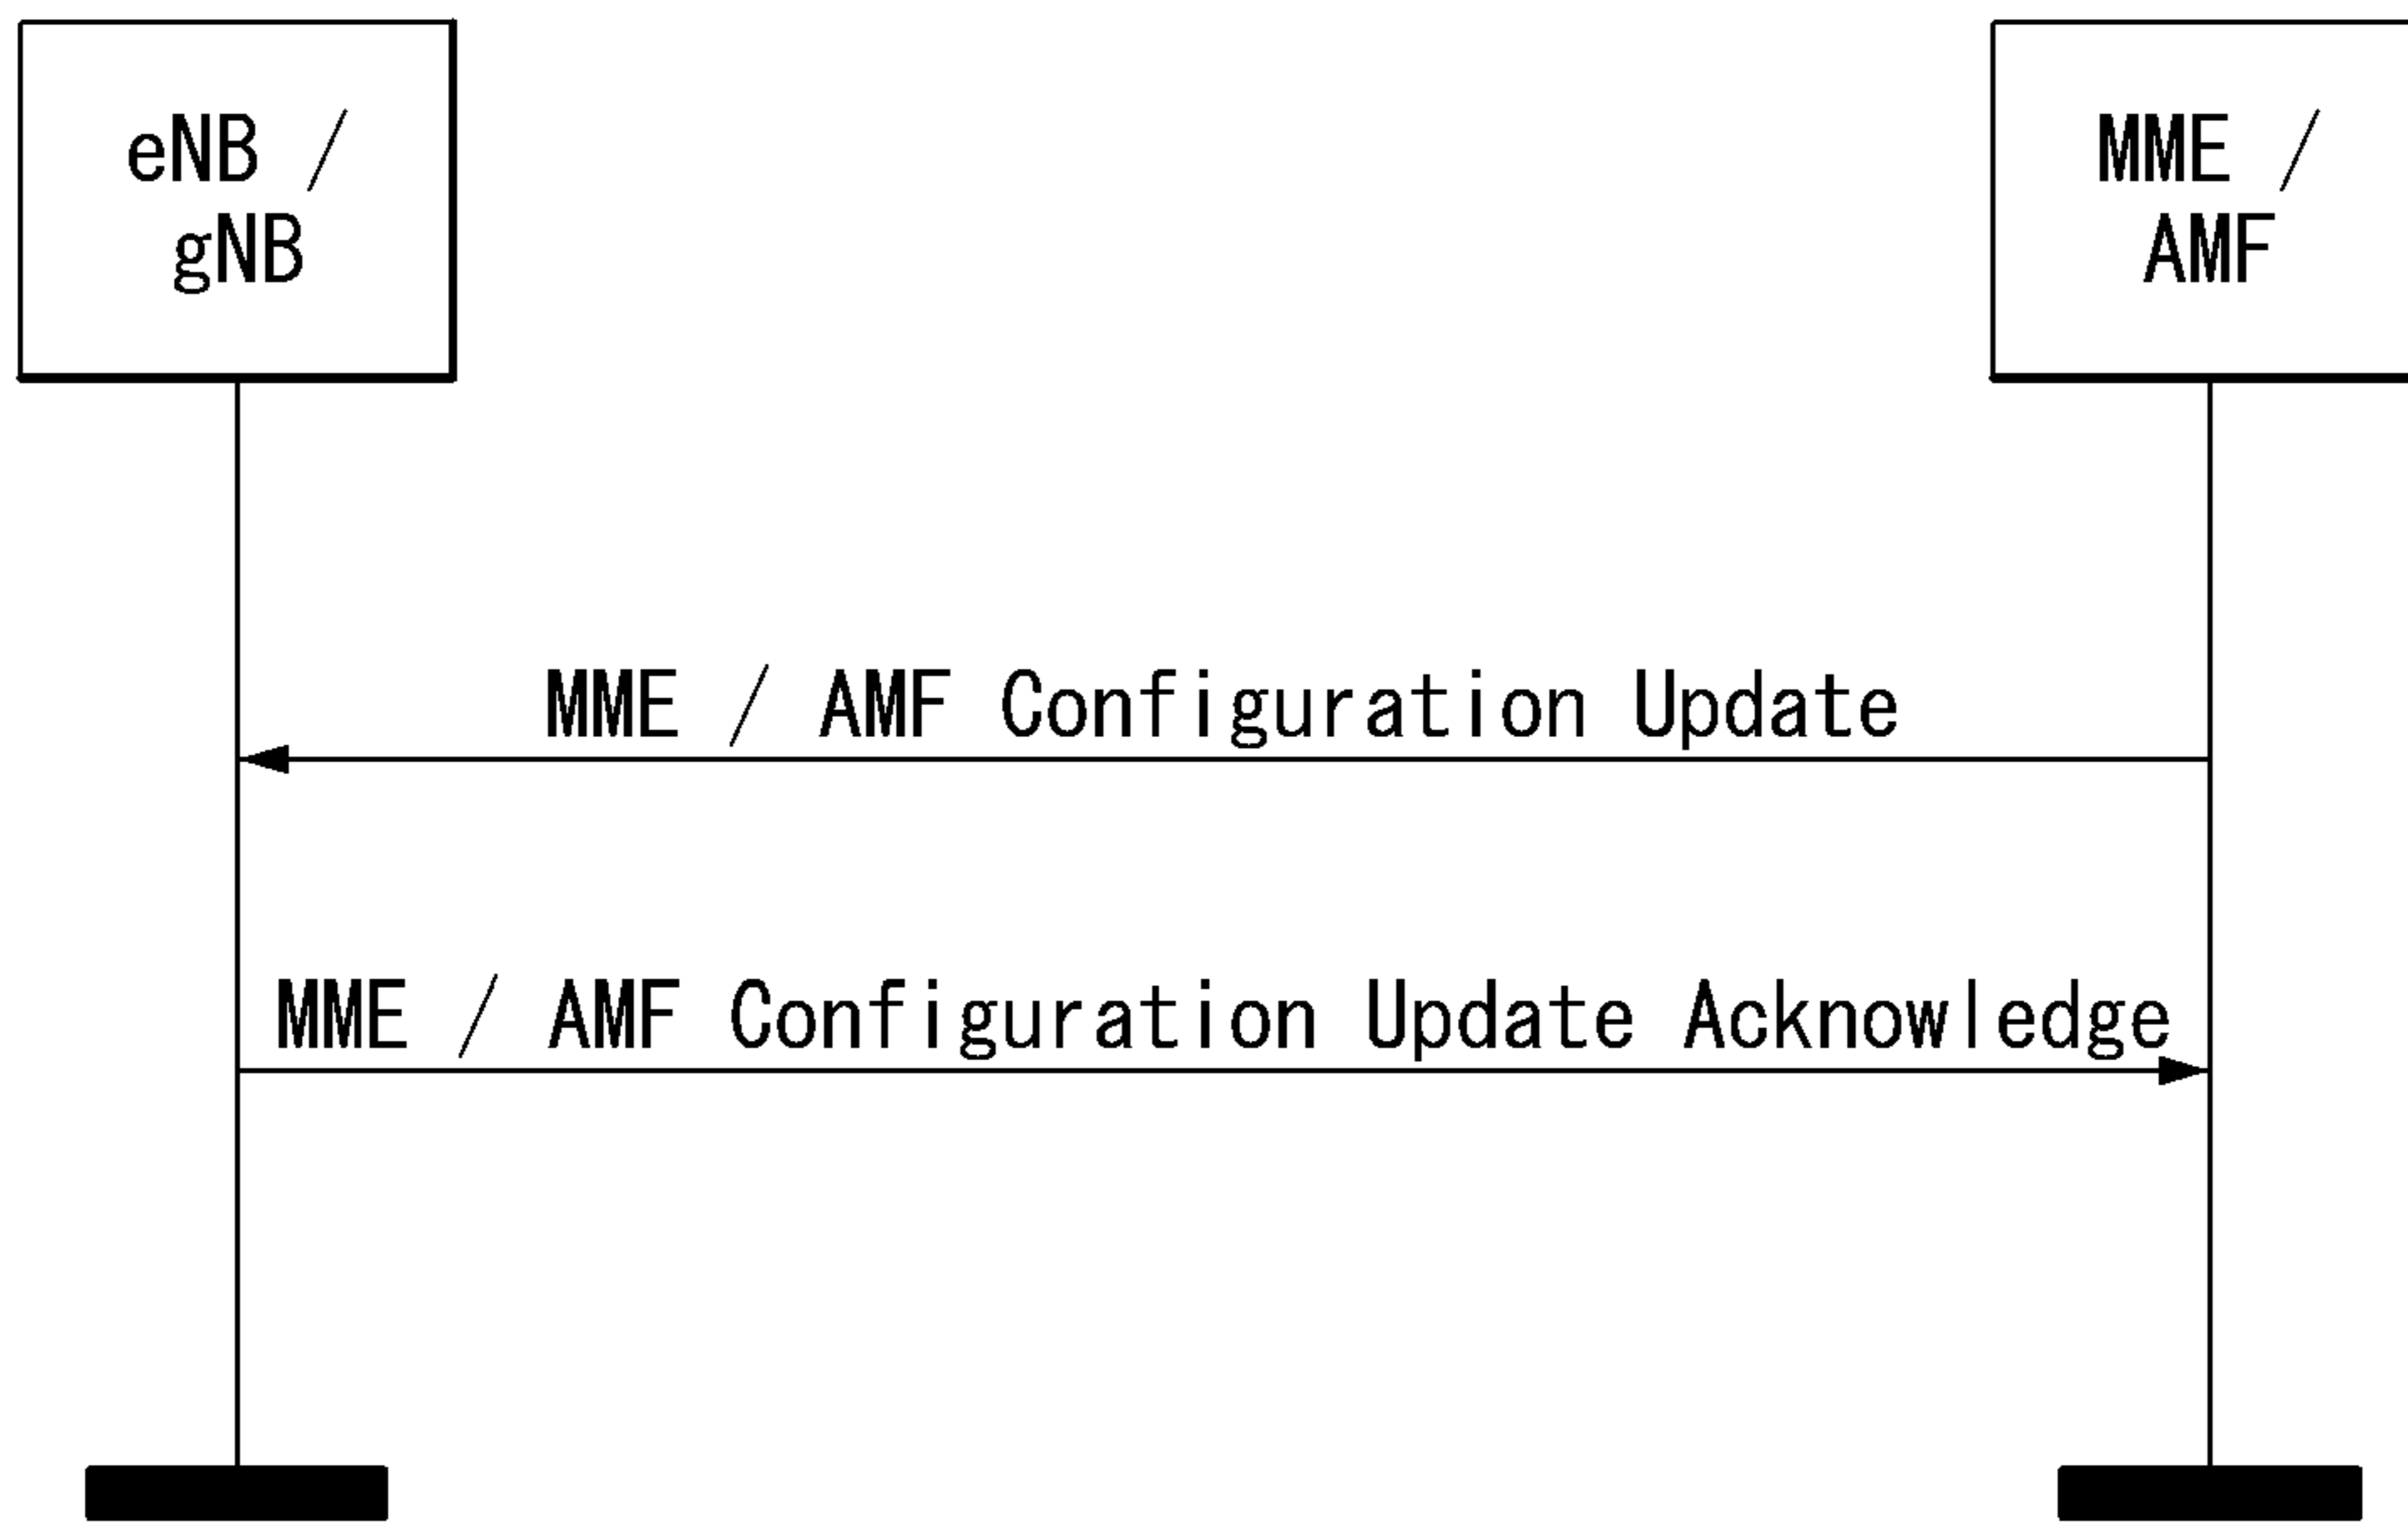 eNB /
gNB
MME /
AMF
MME / AMF Configuration Update
MME / AMF Configuration Update Acknowledge